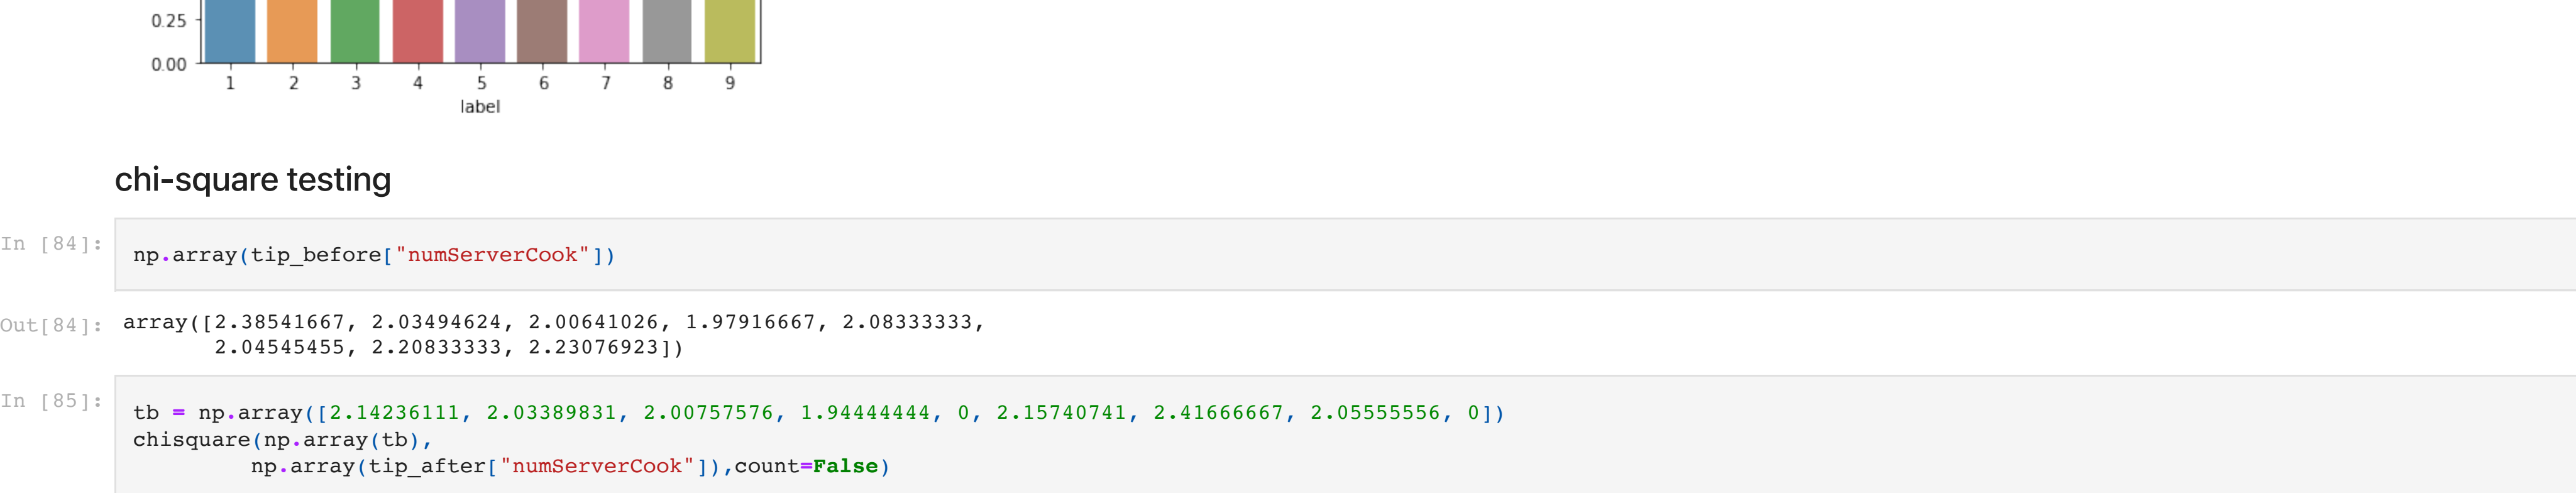 0.25
0.00
1 2 3 4 5 6 7 8 9
label
chi-square testing
In [84]:
np.array(tip_before["numServerCook"])
Out[84]:
array([2.38541667, 2.03494624, 2.00641026, 1.97916667, 2.08333333,
2.04545455, 2.20833333, 2.23076923])
In [85]:
tb = np.array([2.14236111, 2.03389831, 2.00757576, 1.94444444, 0, 2.15740741, 2.41666667, 2.05555556, 0])
chisquare(np.array(tb),
np.array(tip_after["numServerCook"]),count=False)